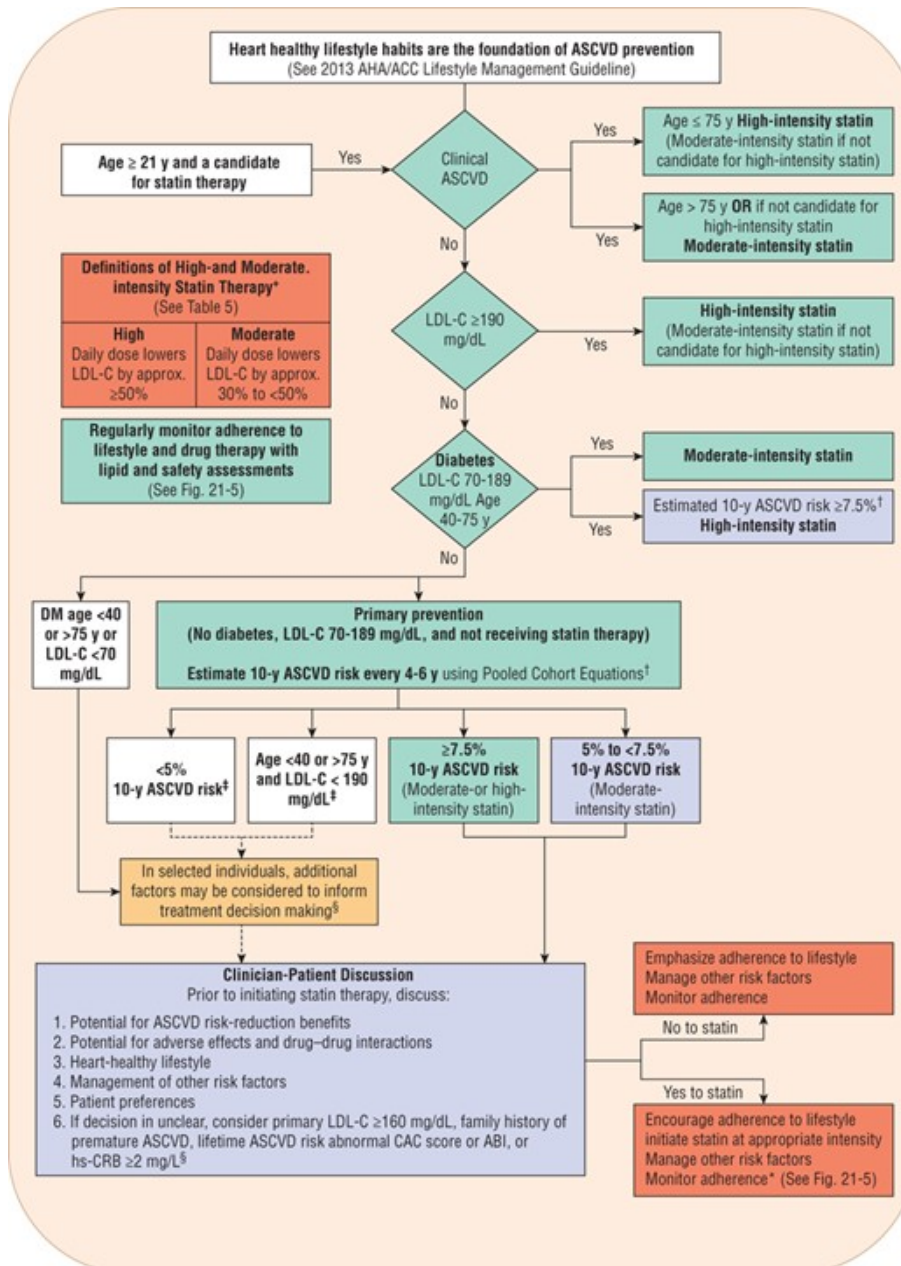 Heart healthy lifestyle habits are the foundation of ASCVD prevention
(See 2013 AHA/ACC Lifestyle Management Guideline)
Age ≥ 21 y and a candidate
for statin therapy
Yes
Clinical
ASCVD
Yes
Age ≤ 75 y High-intensity statin
(Moderate-intensity statin if not
candidate for high-intensity statin)
Yes
Age > 75 y OR if not candidate for
high-intensity statin
Moderate-intensity statin
No
Definitions of High-and Moderate.
intensity Statin Therapy*
(See Table 5)
High
Daily dose lowers
LDL-C by approx.
≥50%
Moderate
Daily dose lowers
LDL-C by approx.
30% to <50%
LDL-C ≥190
mg/dL
Yes
High-intensity statin
(Moderate-intensity statin if not
candidate for high-intensity statin)
No
Regularly monitor adherence to
lifestyle and drug therapy with
lipid and safety assessments
(See Fig. 21-5)
Diabetes
LDL-C 70-189
mg/dL Age
40-75 y
Yes
Moderate-intensity statin
Yes
Estimated 10-y ASCVD risk ≥7.5%†
High-intensity statin
No
DM age <40
or >75 y or
LDL-C <70
mg/dL
Primary prevention
(No diabetes, LDL-C 70-189 mg/dL, and not receiving statin therapy)
Estimate 10-y ASCVD risk every 4-6 y using Pooled Cohort Equations†
<5%
10-y ASCVD risk‡
Age <40 or >75 y
and LDL-C < 190
mg/dL‡
≥7.5%
10-y ASCVD risk
(Moderate-or high-
intensity statin)
5% to <7.5%
10-y ASCVD risk
(Moderate-
intensity statin)
In selected individuals, additional
factors may be considered to inform
treatment decision making§
Clinician-Patient Discussion
Prior to initiating statin therapy, discuss:
1. Potential for ASCVD risk-reduction benefits
2. Potential for adverse effects and drug–drug interactions
3. Heart-healthy lifestyle
4. Management of other risk factors
5. Patient preferences
6. If decision in unclear, consider primary LDL-C ≥160 mg/dL, family history of
premature ASCVD, lifetime ASCVD risk abnormal CAC score or ABI, or
hs-CRB ≥2 mg/L§
No to statin
Emphasize adherence to lifestyle
Manage other risk factors
Monitor adherence
Yes to statin
Encourage adherence to lifestyle
initiate statin at appropriate intensity
Manage other risk factors
Monitor adherence* (See Fig. 21-5)